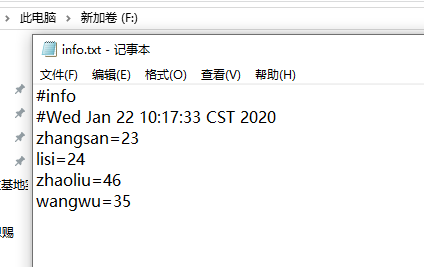 此电脑 > 新加卷 (F:)
info.txt - 记事本
文件(F) 编辑(E) 格式(O) 查看(V) 帮助(H)
#info
#Wed Jan 22 10:17:33 CST 2020
zhangsan=23
lisi=24
zhaoliu=46
wangwu=35
基地
赐